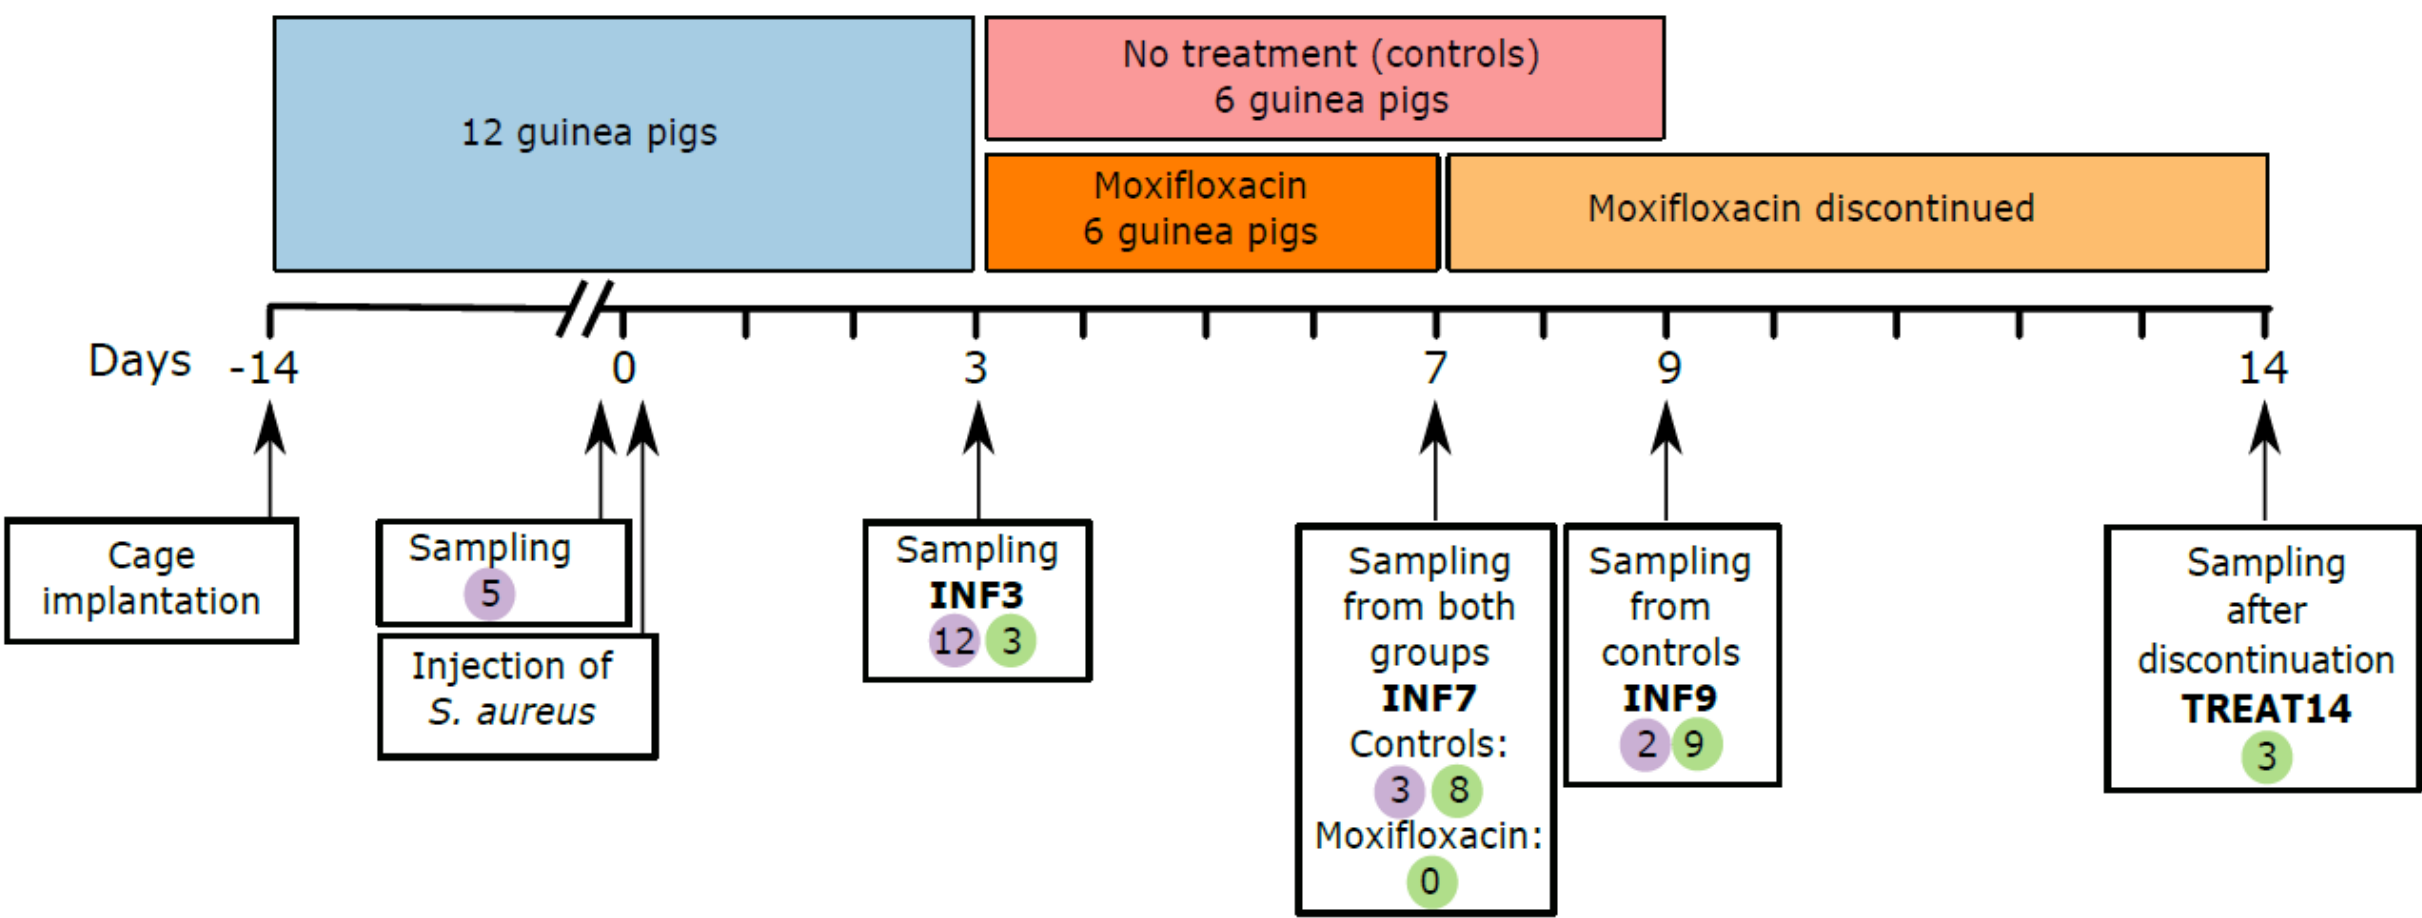 12 guinea pigs
No treatment (controls)
6 guinea pigs
Moxifloxacin
6 guinea pigs
Moxifloxacin discontinued
Days
-14
0
3
7
9
14
Cage
implantation
Sampling
5
Injection of
S. aureus
Sampling
INF3
12 3
Sampling
from both
groups
INF7
Controls:
3 8
Moxifloxacin:
0
Sampling
from
controls
INF9
2 9
Sampling
after
discontinuation
TREAT14
3